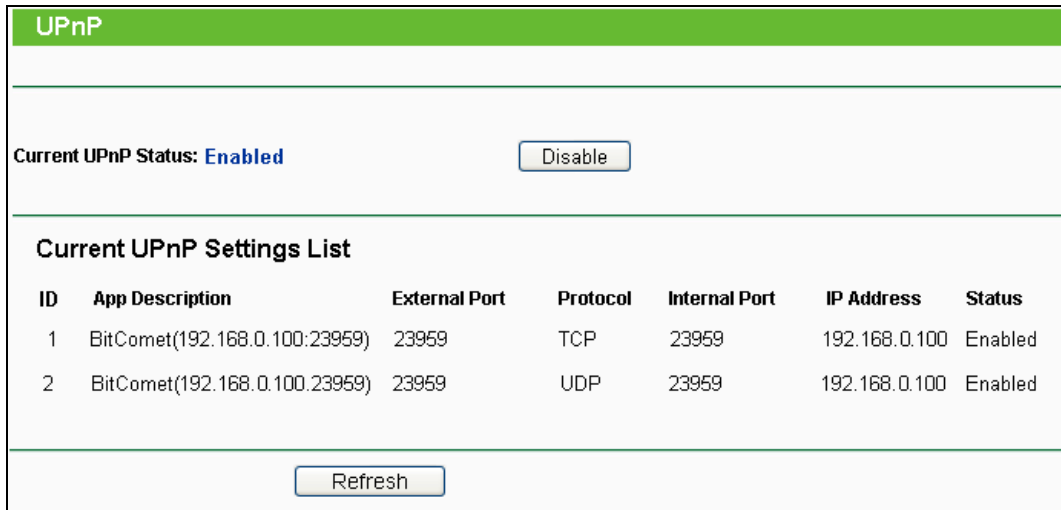 UPnP
Current UPnP Status: Enabled Disable
Current UPnP Settings List
ID App Description External Port Protocol Internal Port IP Address Status
1 BitComet(192.168.0.100:23959) 23959 TCP 23959 192.168.0.100 Enabled
2 BitComet(192.168.0.100.23959) 23959 UDP 23959 192.168.0.100 Enabled
Refresh